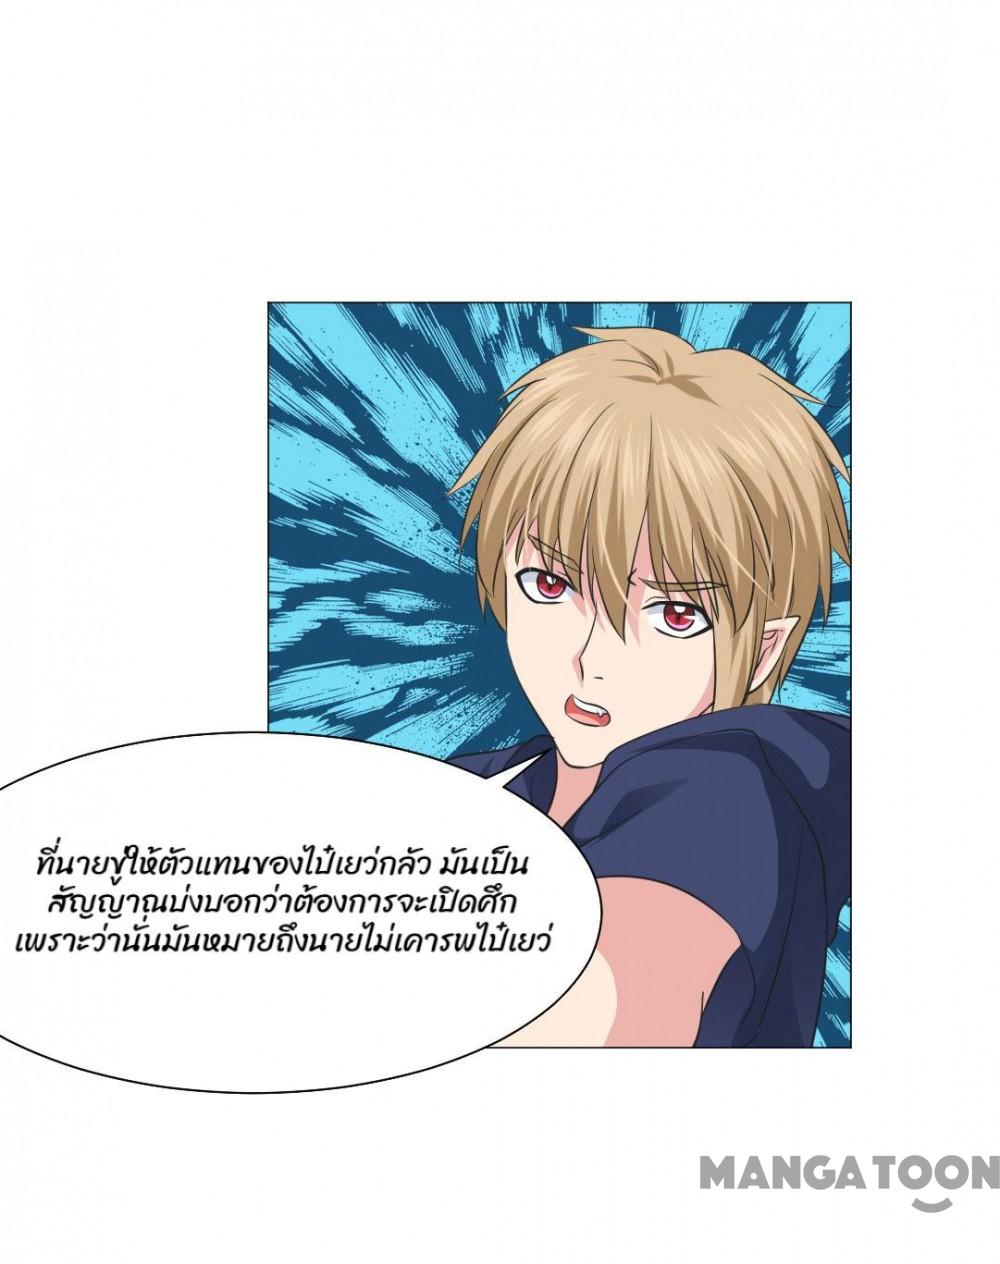 ที่นายขู่ให้ตัวแทนของไป๋เยว่กลัว มันเป็น
สัญญาณบ่งบอกว่าต้องการจะเปิดศึก
เพราะว่านั่นมันหมายถึงนายไม่เคารพไป๋เยว่
MANGATOON